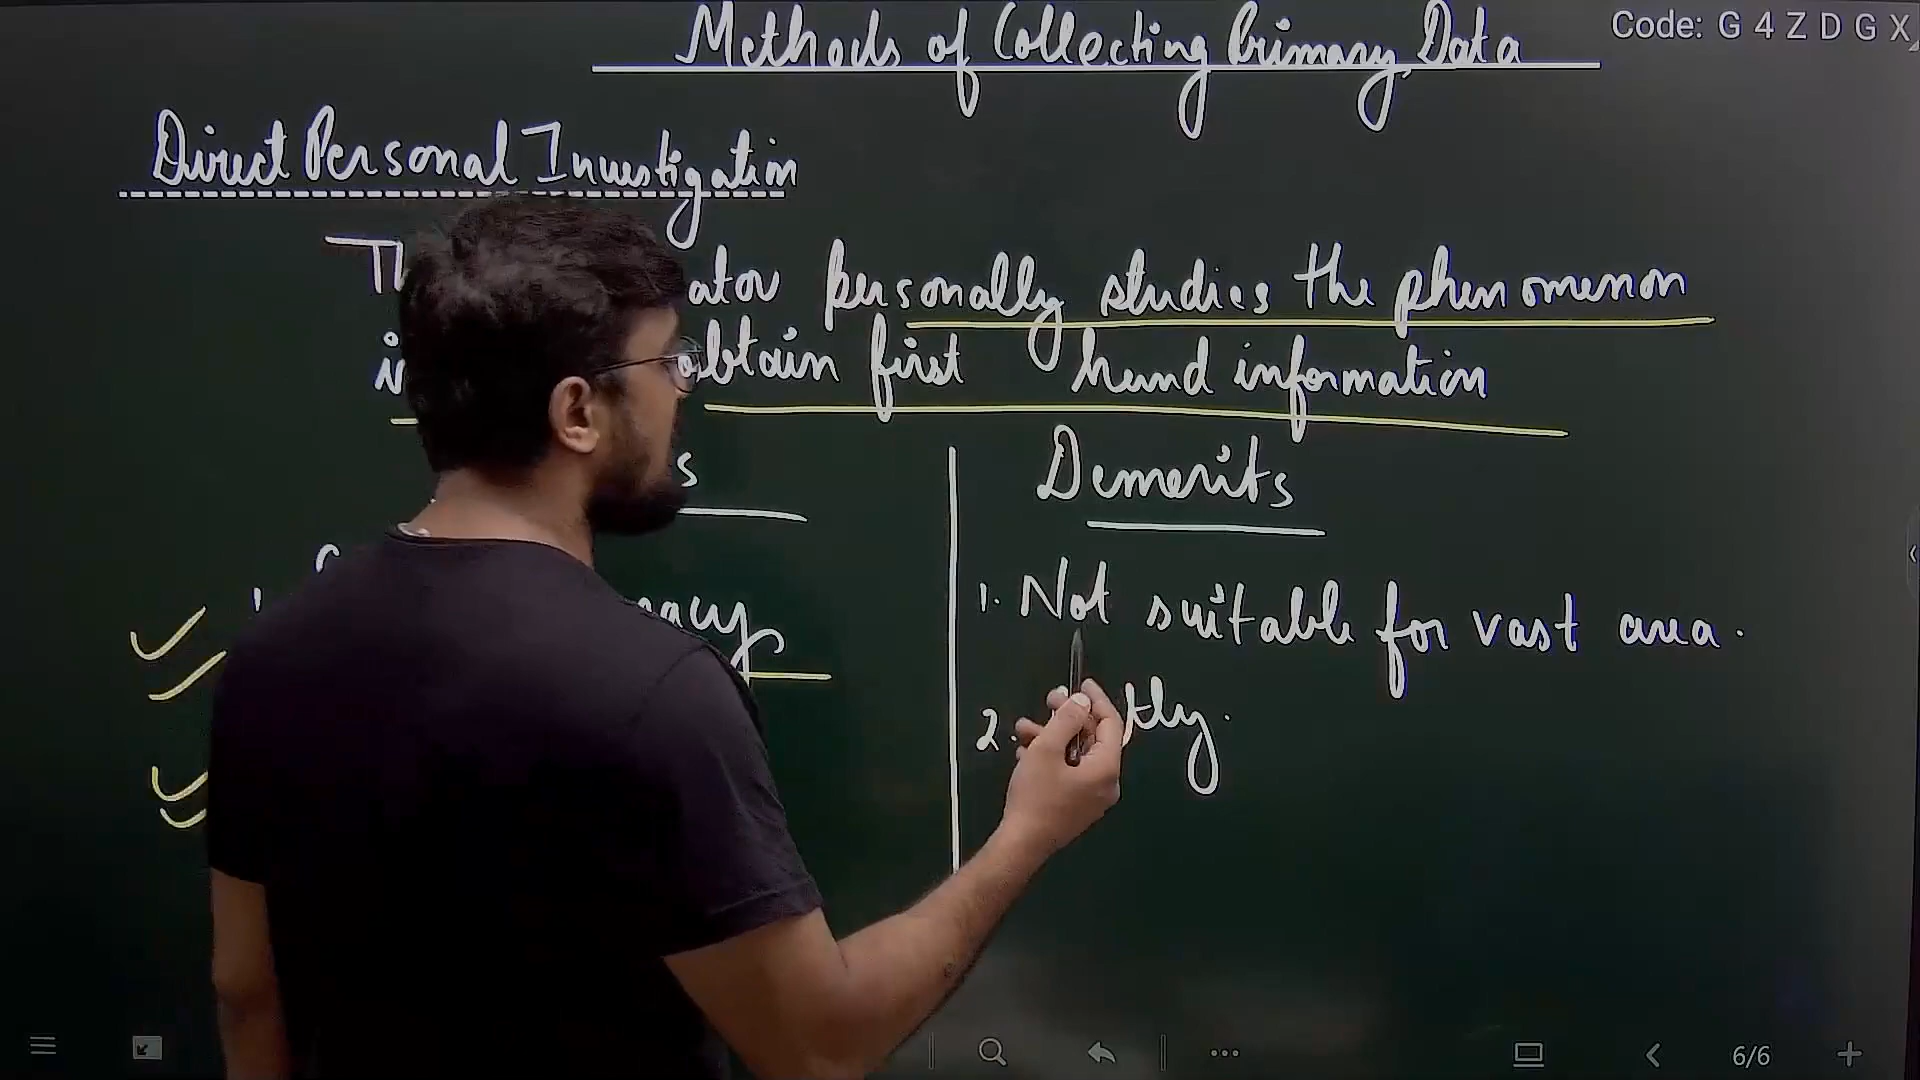 Methods of Collecting Primary Data
Code: G 4 Z D G X
Direct Personal Investigation
personally studies the phenomenon
obtain first hand information
Demerits
1. Not suitable for vast area.
2.
6/6